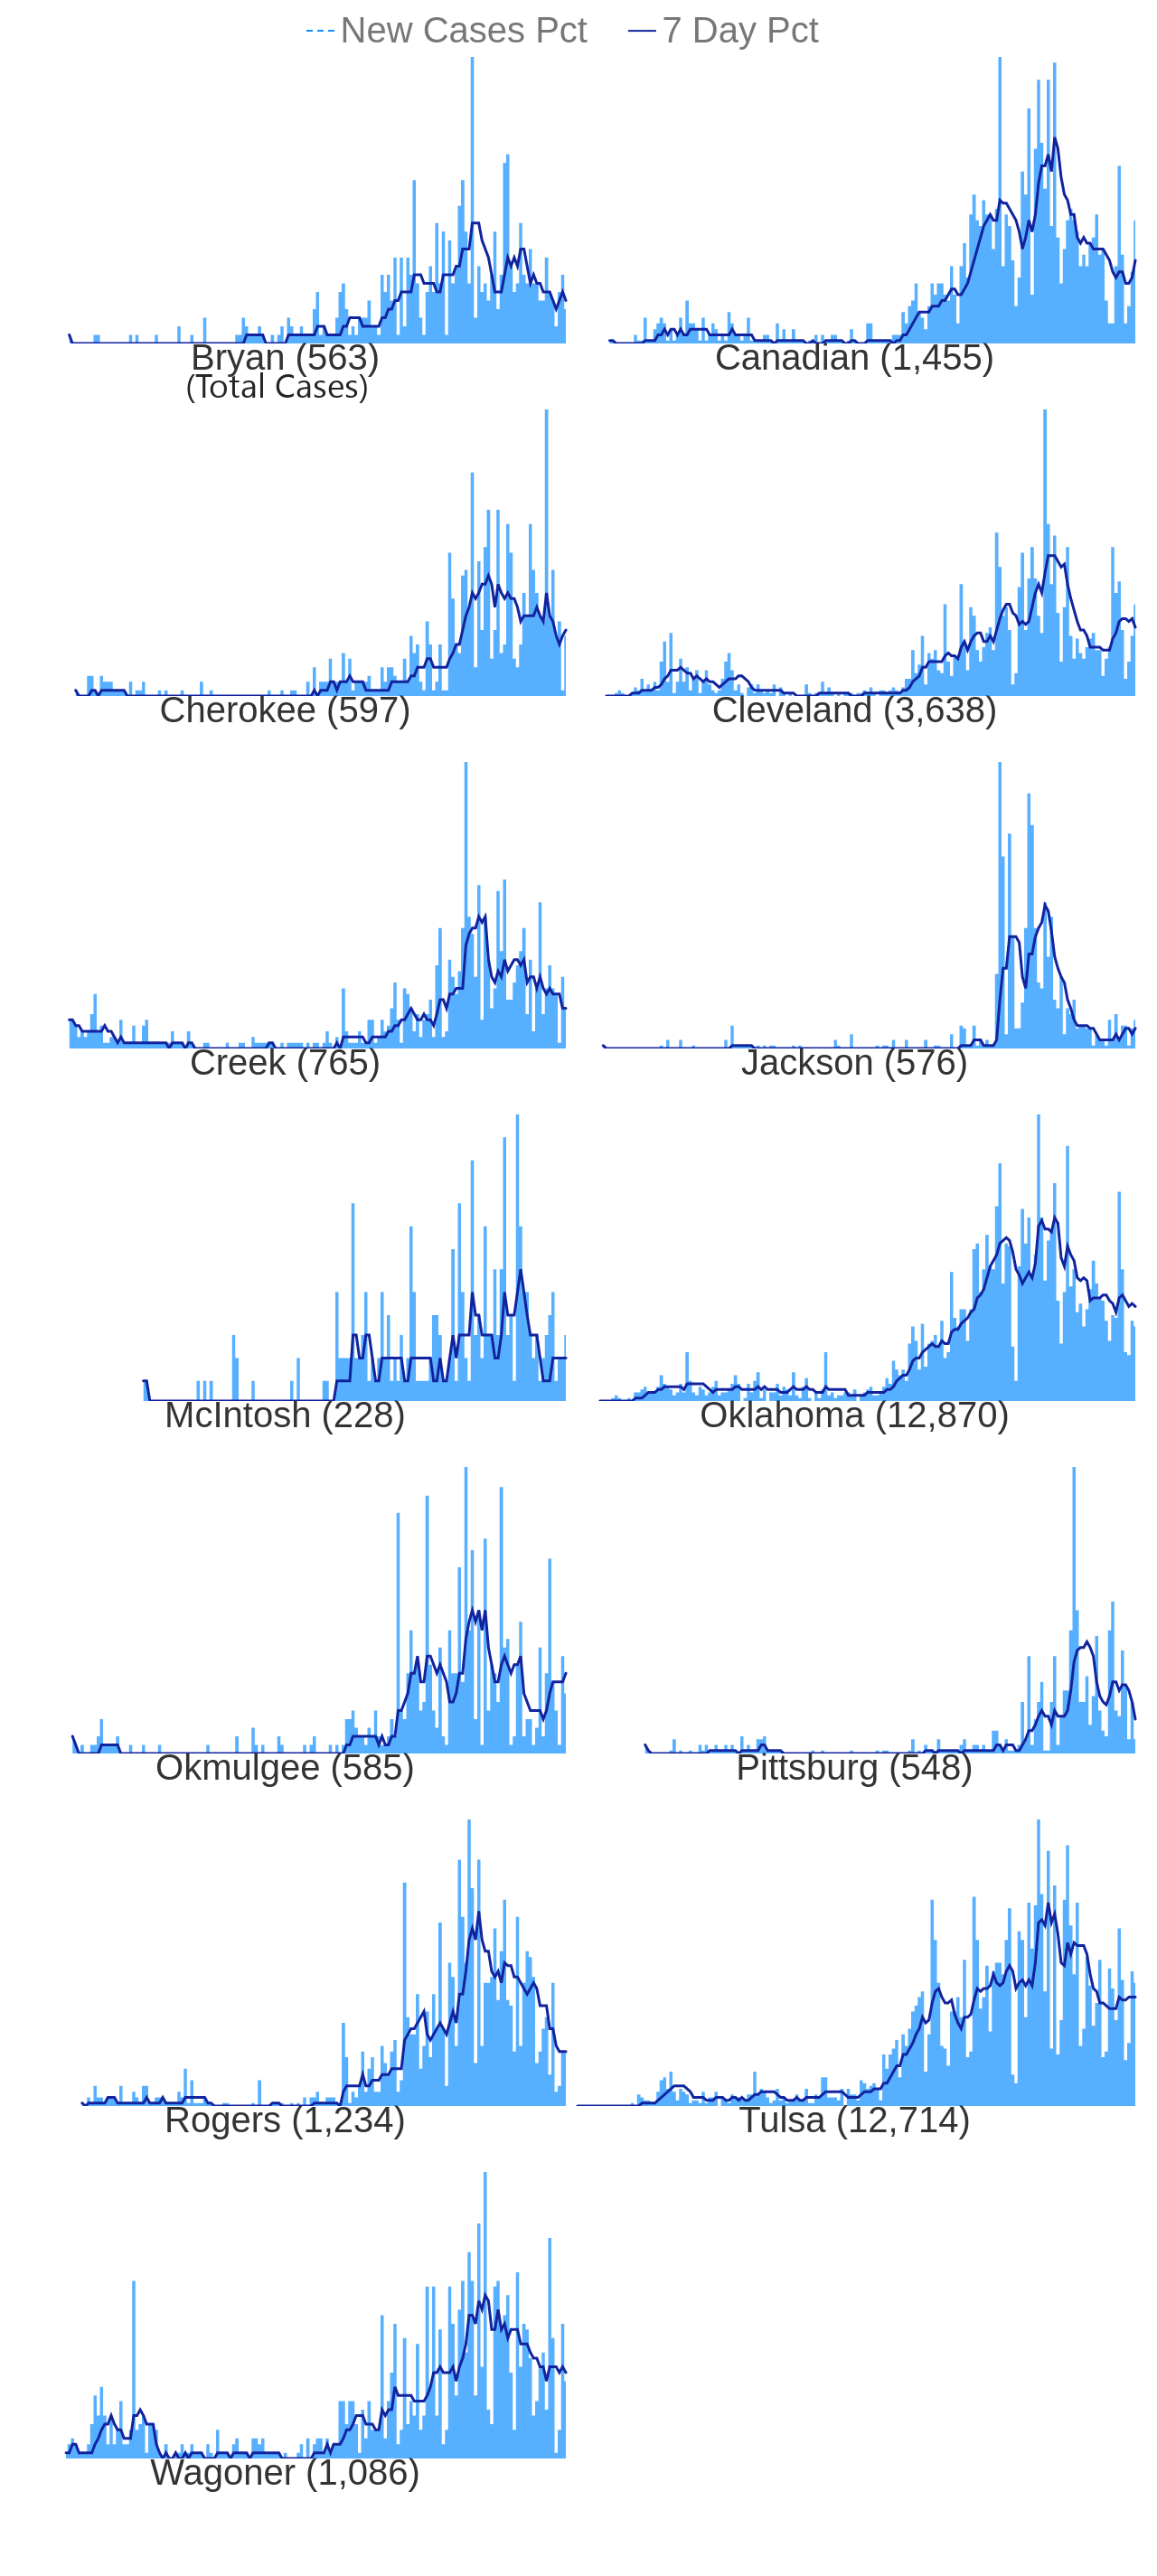 New Cases Pct 7 Day Pct
Bryan (563) Canadian (1,455)
(Total Cases)
Cherokee (597) Cleveland (3,638)
Creek (765) Jackson (576)
McIntosh (228) Oklahoma (12,870)
Okmulgee (585) Pittsburg (548)
Rogers (1,234) Tulsa (12,714)
Wagoner (1,086)